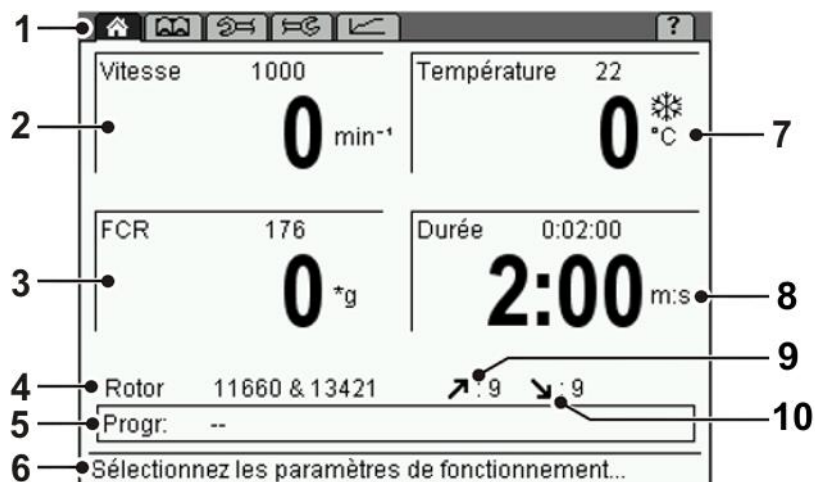 1 ?
Vitesse 1000 Température 22
2 0 min⁻¹ 0 °C 7
FCR 176 Durée 0:02:00
3 0 *g 2:00 m:s 8
9
4 Rotor 11660 & 13421 ↗: 9 ↘: 9
5 Progr: -- 10
6 Sélectionnez les paramètres de fonctionnement...